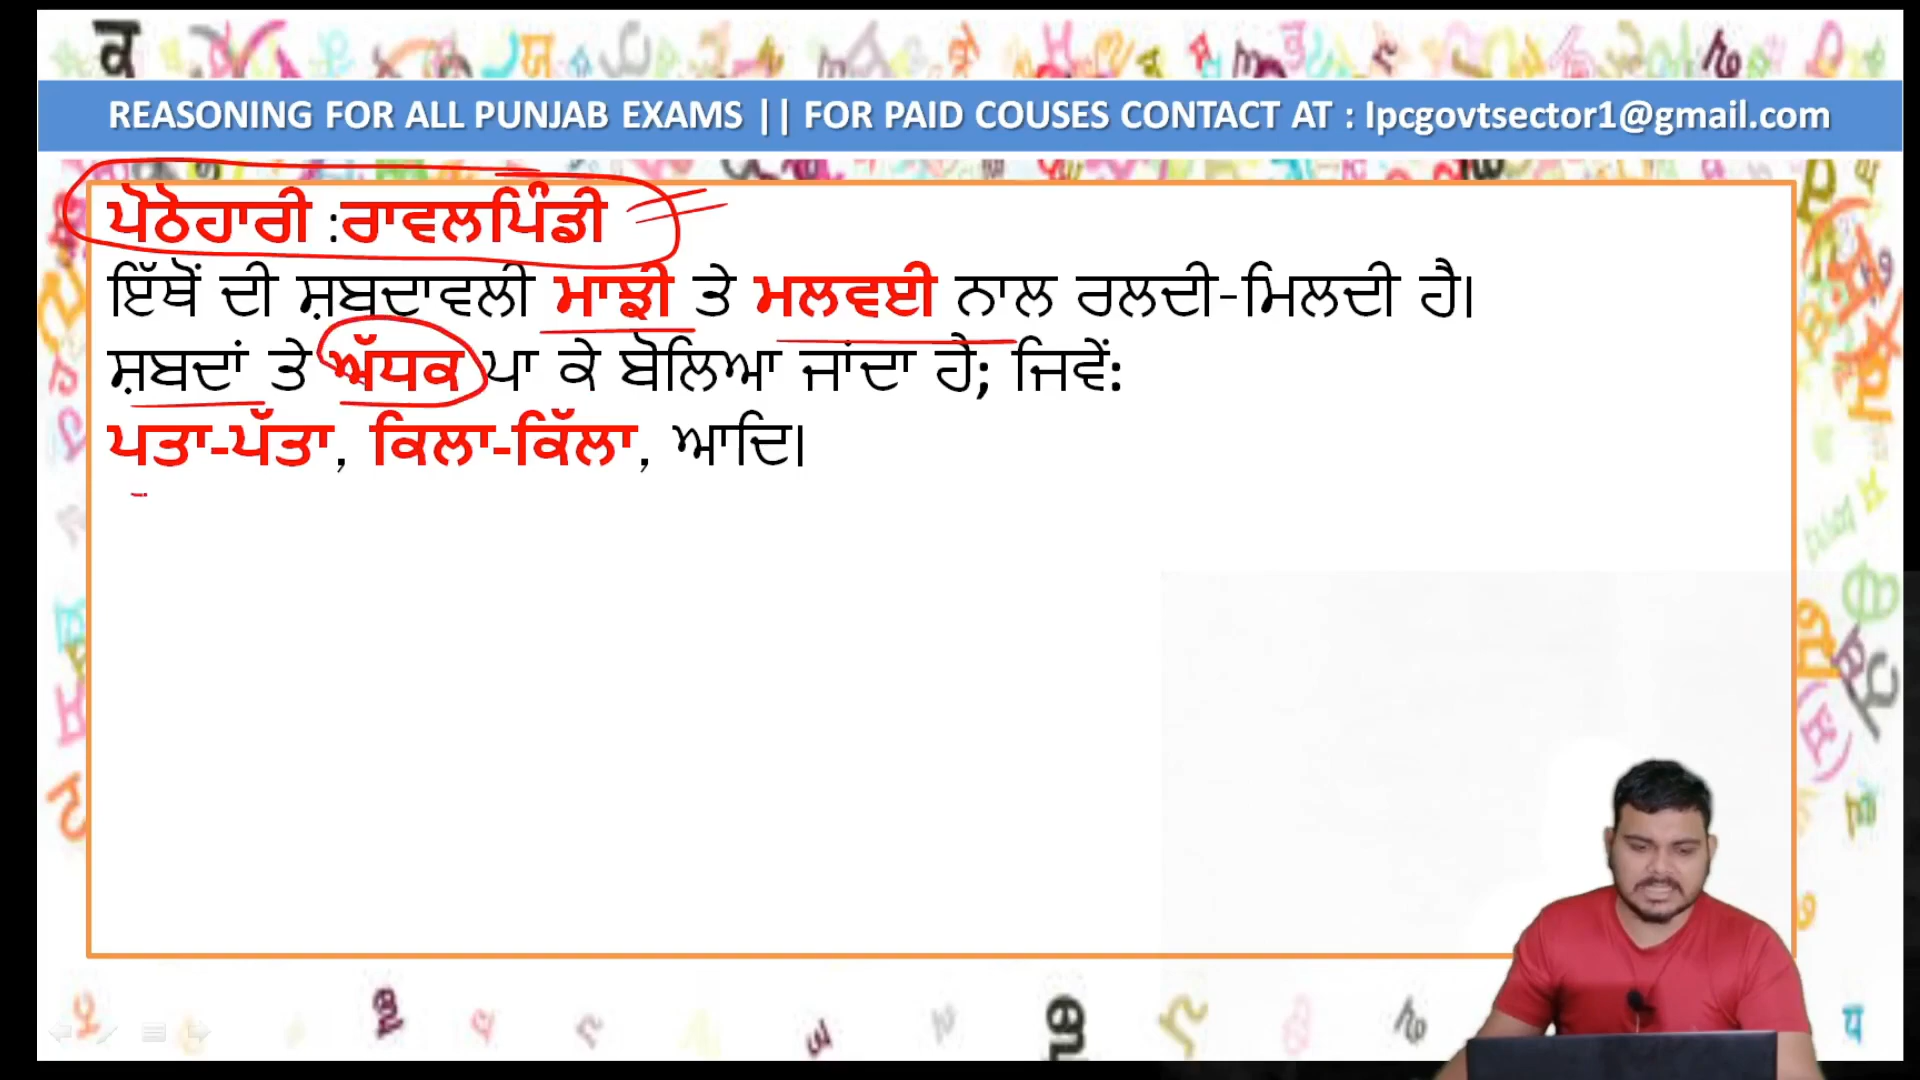 REASONING FOR ALL PUNJAB EXAMS || FOR PAID COUSES CONTACT AT : Ipcgovtsector1@gmail.com
ਪੋਠੋਹਾਰੀ :ਰਾਵਲਪਿੰਡੀ
ਇੱਥੋਂ ਦੀ ਸ਼ਬਦਾਵਲੀ ਮਾਝੀ ਤੇ ਮਲਵਈ ਨਾਲ ਰਲਦੀ-ਮਿਲਦੀ ਹੈ।
ਸ਼ਬਦਾਂ ਤੇ ਅੱਧਕ ਪਾ ਕੇ ਬੋਲਿਆ ਜਾਂਦਾ ਹੈ; ਜਿਵੇਂ:
ਪਤਾ-ਪੱਤਾ, ਕਿਲਾ-ਕਿੱਲਾ, ਆਦਿ।